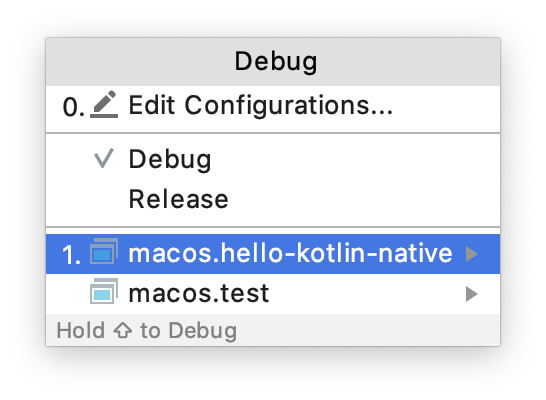 Debug
0. Edit Configurations...
Debug
Release
1. macos.hello-kotlin-native
macos.test
Hold ⇧ to Debug